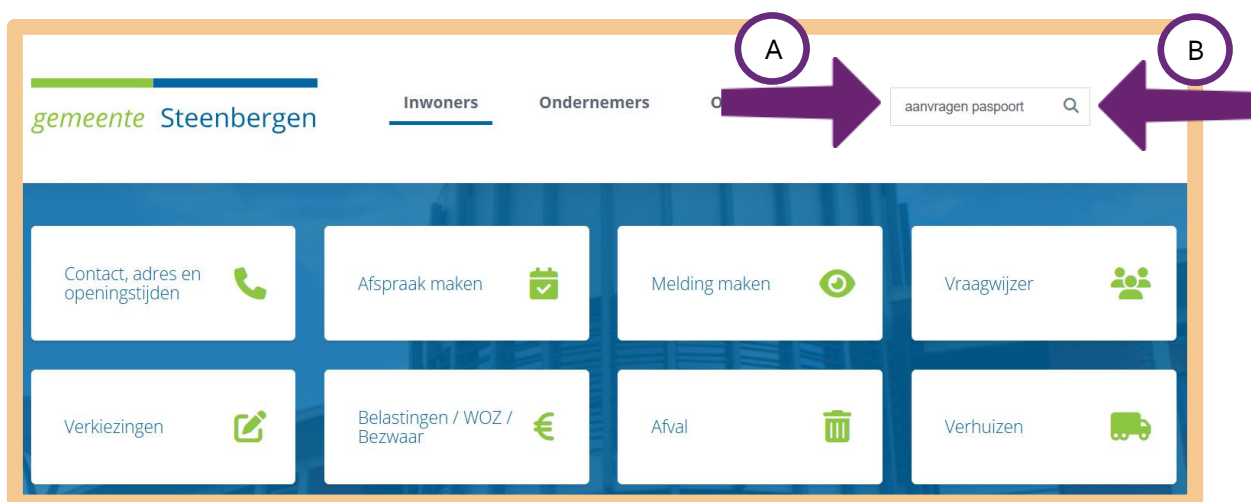 A
B
gemeente Steenbergen
Inwoners
Ondernemers
aanvragen paspoort
Contact, adres en
openingstijden
Afspraak maken
Melding maken
Vraagwijzer
Verkiezingen
Belastingen / WOZ /
Bezwaar
Afval
Verhuizen